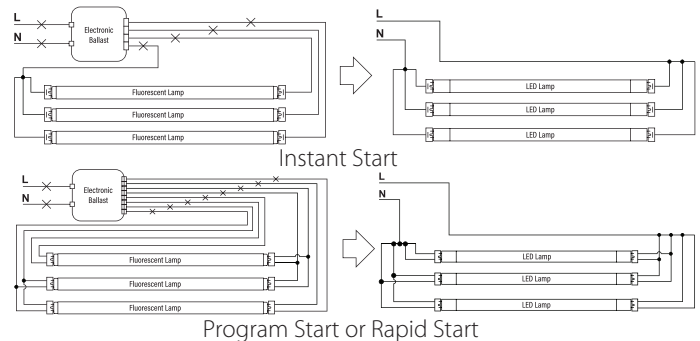 L
N
Electronic
Ballast
Fluorescent Lamp
Fluorescent Lamp
Fluorescent Lamp
L
N
LED Lamp
LED Lamp
LED Lamp
Instant Start
L
N
Electronic
Ballast
Fluorescent Lamp
Fluorescent Lamp
Fluorescent Lamp
L
N
LED Lamp
LED Lamp
LED Lamp
Program Start or Rapid Start